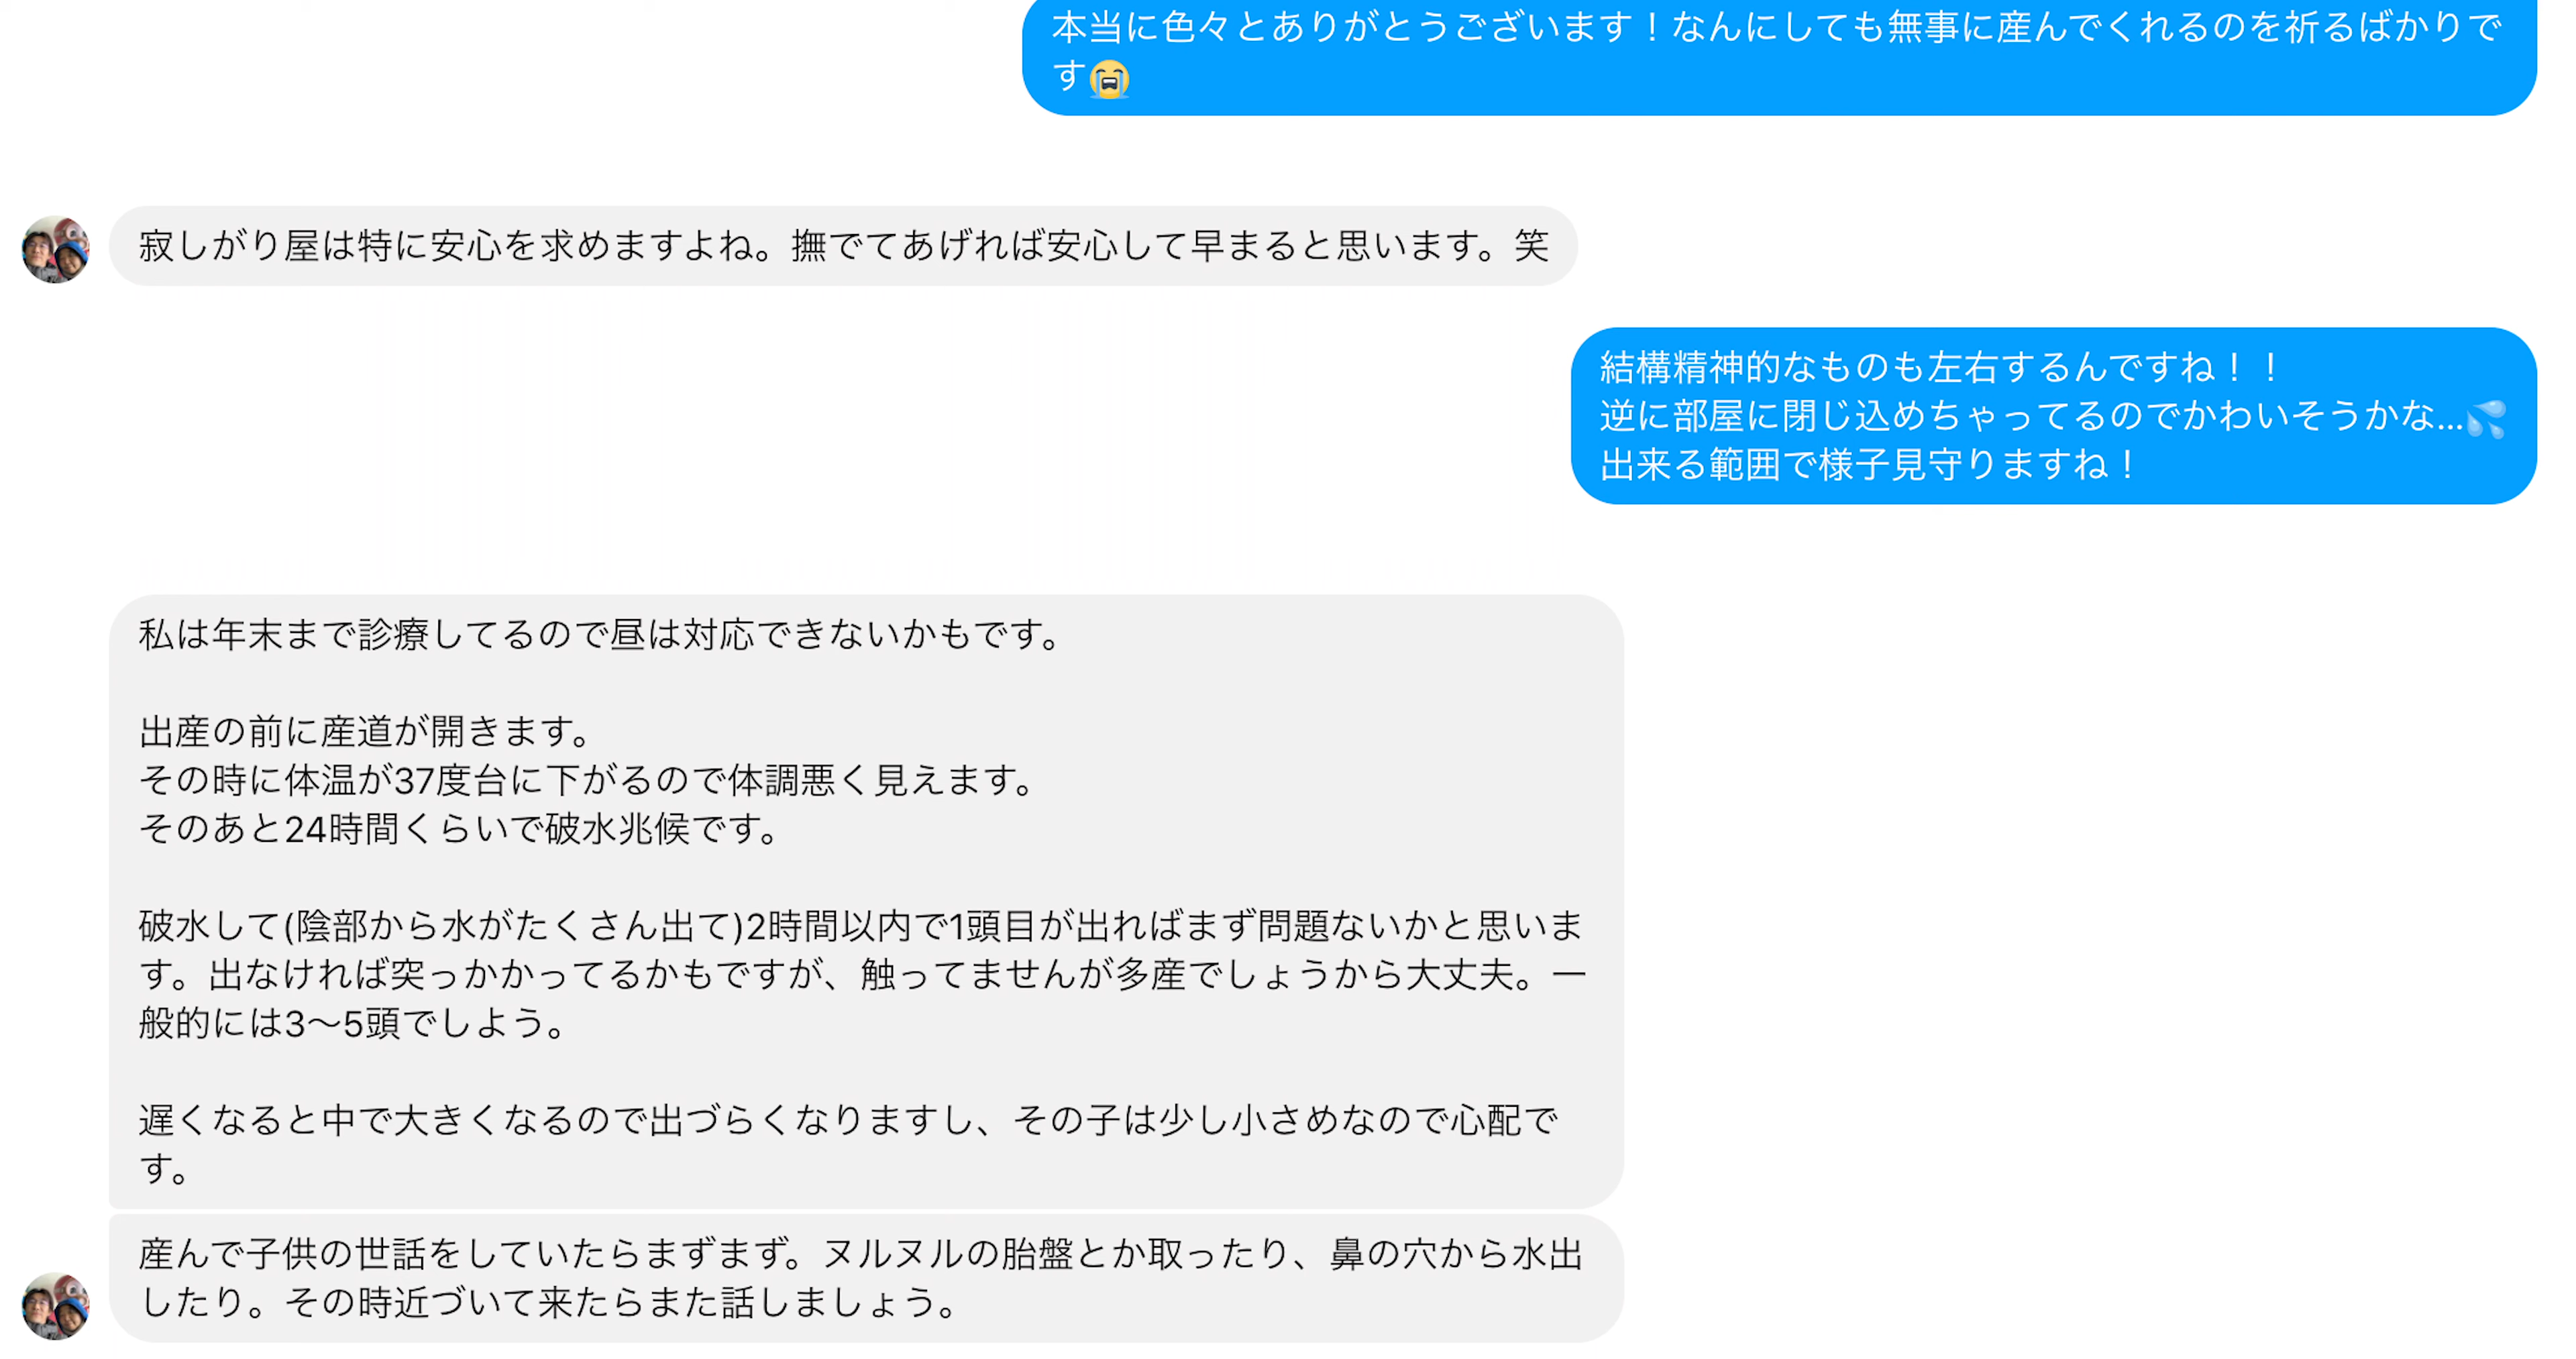 本当に色々とありがとうございます！なんにしても無事に産んでくれるのを祈るばかりで
す😭
寂しがり屋は特に安心を求めますよね。撫でてあげれば安心して早まると思います。笑
結構精神的なものも左右するんですね！！
逆に部屋に閉じ込めちゃってるのでかわいそうかな...💦
出来る範囲で様子見守りますね！
私は年末まで診療してるので昼は対応できないかもです。
出産の前に産道が開きます。
その時に体温が37度台に下がるので体調悪く見えます。
そのあと24時間くらいで破水兆候です。
破水して(陰部から水がたくさん出て)2時間以内で1頭目が出ればまず問題ないかと思いま
す。出なければ突っかかってるかもですが、触ってませんが多産でしょうから大丈夫。一
般的には3〜5頭でしよう。
遅くなると中で大きくなるので出づらくなりますし、その子は少し小さめなので心配で
す。
産んで子供の世話をしていたらまずまず。ヌルヌルの胎盤とか取ったり、鼻の穴から水出
したり。その時近づいて来たらまた話しましょう。